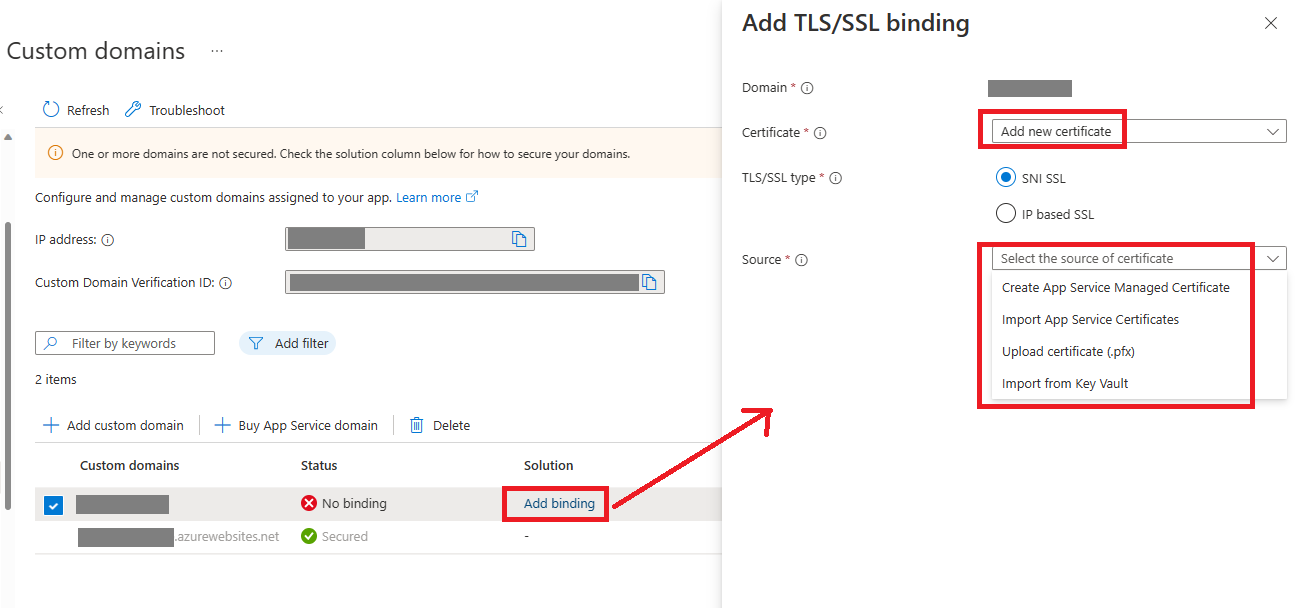 Custom domains
...
Refresh
Troubleshoot
One or more domains are not secured. Check the solution column below for how to secure your domains.
Configure and manage custom domains assigned to your app. Learn more
IP address:
Custom Domain Verification ID:
Filter by keywords
Add filter
2 items
Add custom domain
Buy App Service domain
Delete
Custom domains
Status
Solution
No binding
Add binding
.azurewebsites.net
Secured
-
Add TLS/SSL binding
Domain *
Certificate *
Add new certificate
TLS/SSL type *
SNI SSL
IP based SSL
Source *
Select the source of certificate
Create App Service Managed Certificate
Import App Service Certificates
Upload certificate (.pfx)
Import from Key Vault